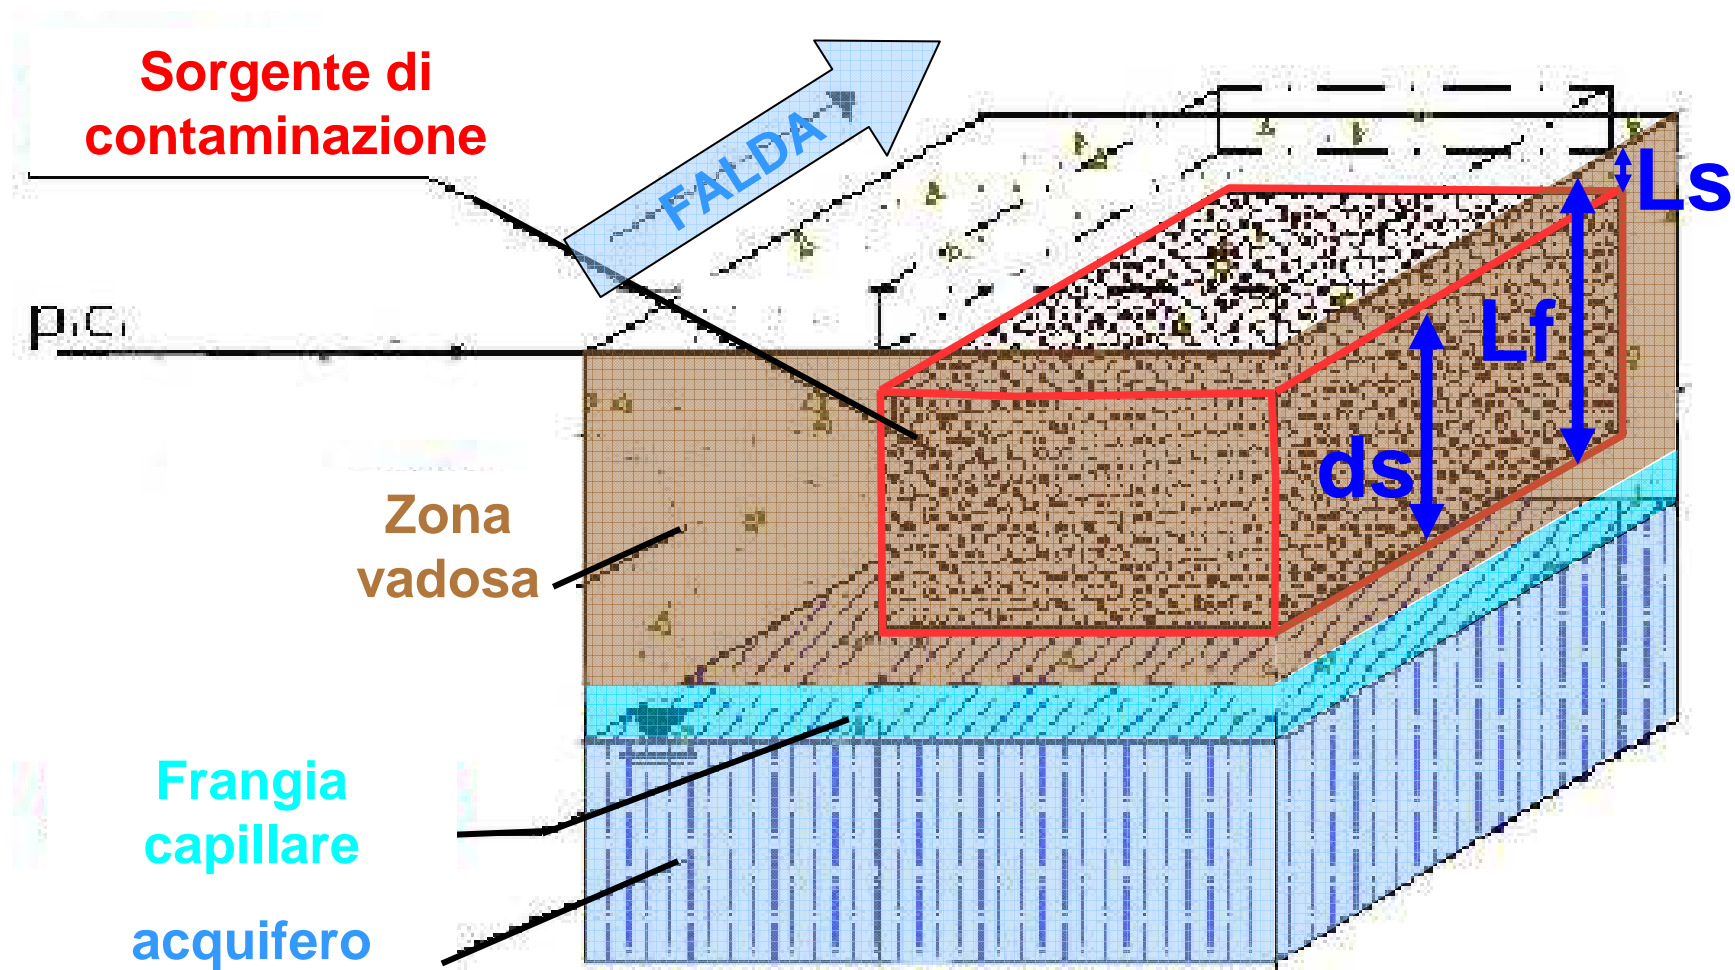 Sorgente di
contaminazione
FALDA
Ls
Lf
ds
Zona
vadosa
Frangia
capillare
acquifero